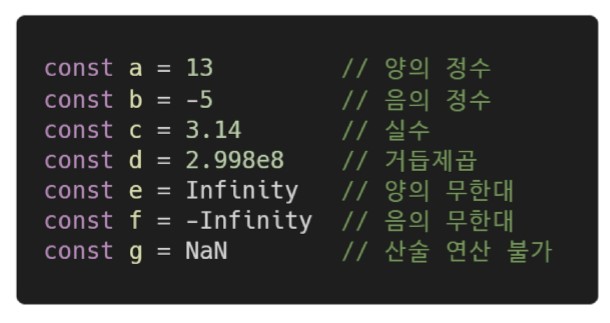 const a = 13 // 양의 정수
const b = -5 // 음의 정수
const c = 3.14 // 실수
const d = 2.998e8 // 거듭제곱
const e = Infinity // 양의 무한대
const f = -Infinity // 음의 무한대
const g = NaN // 산술 연산 불가